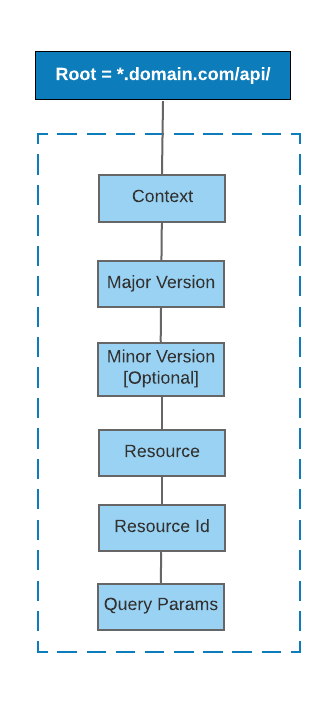 Root = *.domain.com/api/
Context
Major Version
Minor Version
[Optional]
Resource
Resource Id
Query Params